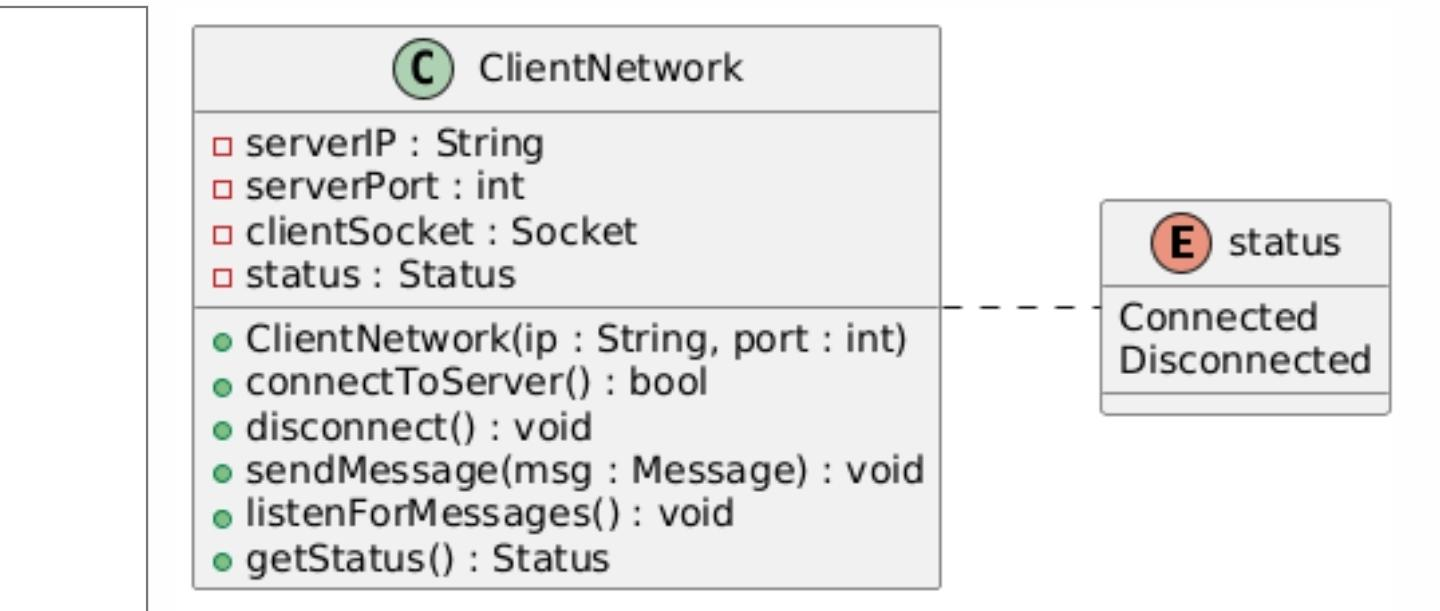 C ClientNetwork
serverIP : String
serverPort : int
clientSocket : Socket
status : Status
ClientNetwork(ip : String, port : int)
connectToServer() : bool
disconnect() : void
sendMessage(msg : Message) : void
listenForMessages() : void
getStatus() : Status
E status
Connected
Disconnected